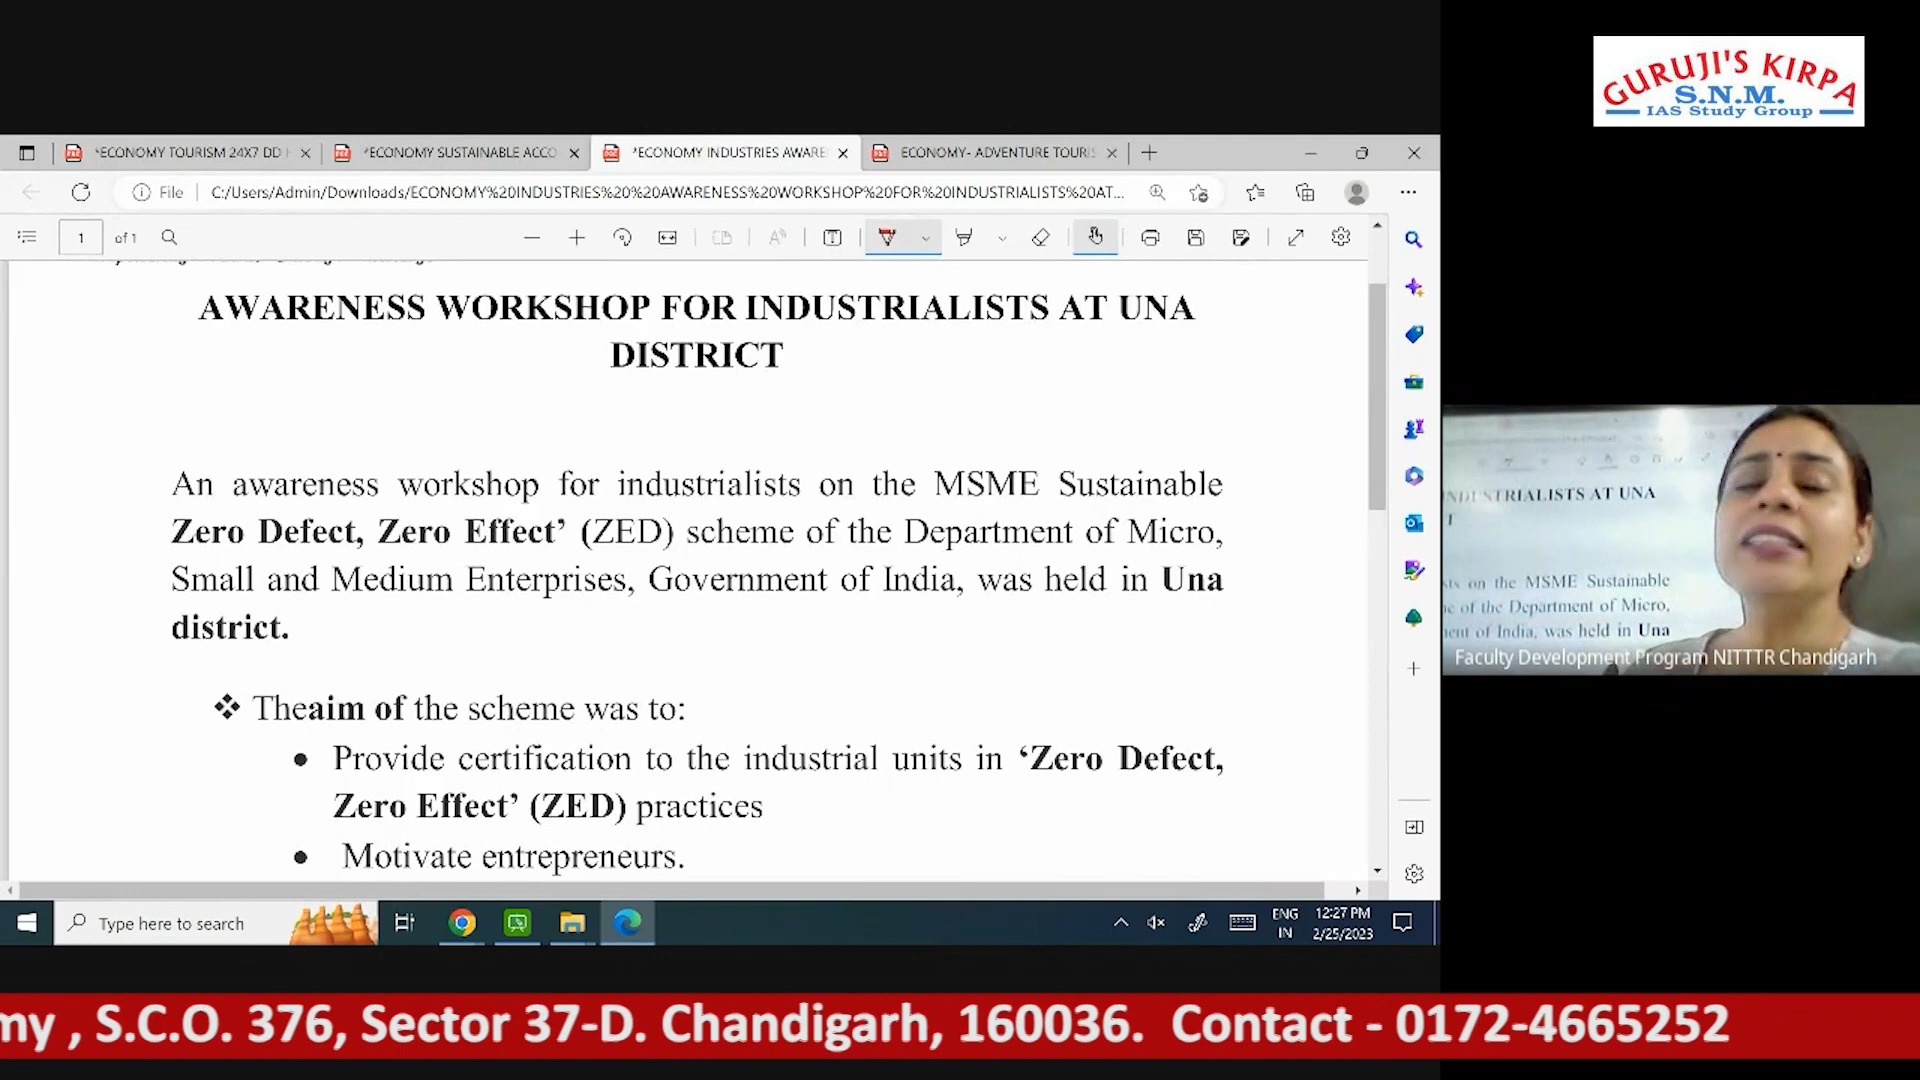 GURUJI'S KIRPA
S.N.M.
IAS Study Group
*ECONOMY TOURISM 24X7 DD H
*ECONOMY SUSTAINABLE ACCO
*ECONOMY INDUSTRIES AWARE
ECONOMY- ADVENTURE TOURIS
File
C:/Users/Admin/Downloads/ECONOMY%20INDUSTRIES%20%20AWARENESS%20WORKSHOP%20FOR%20INDUSTRIALISTS%20AT...
1
of 1
AWARENESS WORKSHOP FOR INDUSTRIALISTS AT UNA
DISTRICT
An awareness workshop for industrialists on the MSME Sustainable
Zero Defect, Zero Effect’ (ZED) scheme of the Department of Micro,
Small and Medium Enterprises, Government of India, was held in Una
district.
❖ Theaim of the scheme was to:
• Provide certification to the industrial units in ‘Zero Defect,
Zero Effect’ (ZED) practices
• Motivate entrepreneurs.
INDUSTRIALISTS AT UNA
T
sts on the MSME Sustainable
e of the Department of Micro,
ment of India, was held in Una
Faculty Development Program NITTTR Chandigarh
Type here to search
ENG
IN
12:27 PM
2/25/2023
my , S.C.O. 376, Sector 37-D. Chandigarh, 160036. Contact - 0172-4665252